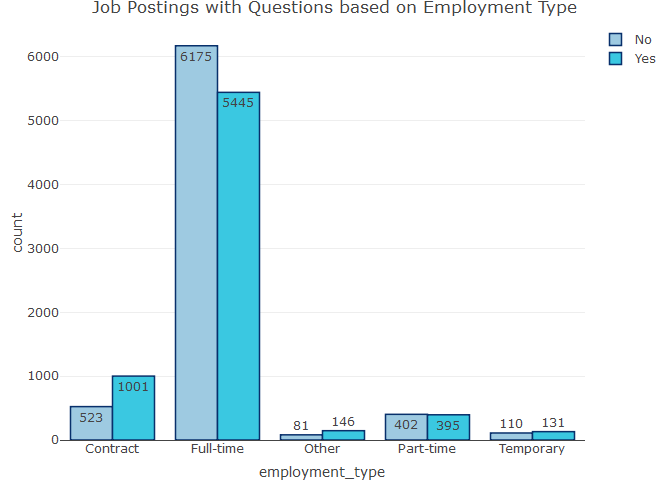 Job Postings with Questions based on Employment Type
No
Yes
count
6000
5000
4000
3000
2000
1000
0
523
1001
6175
5445
81
146
402
395
110
131
Contract
Full-time
Other
Part-time
Temporary
employment_type